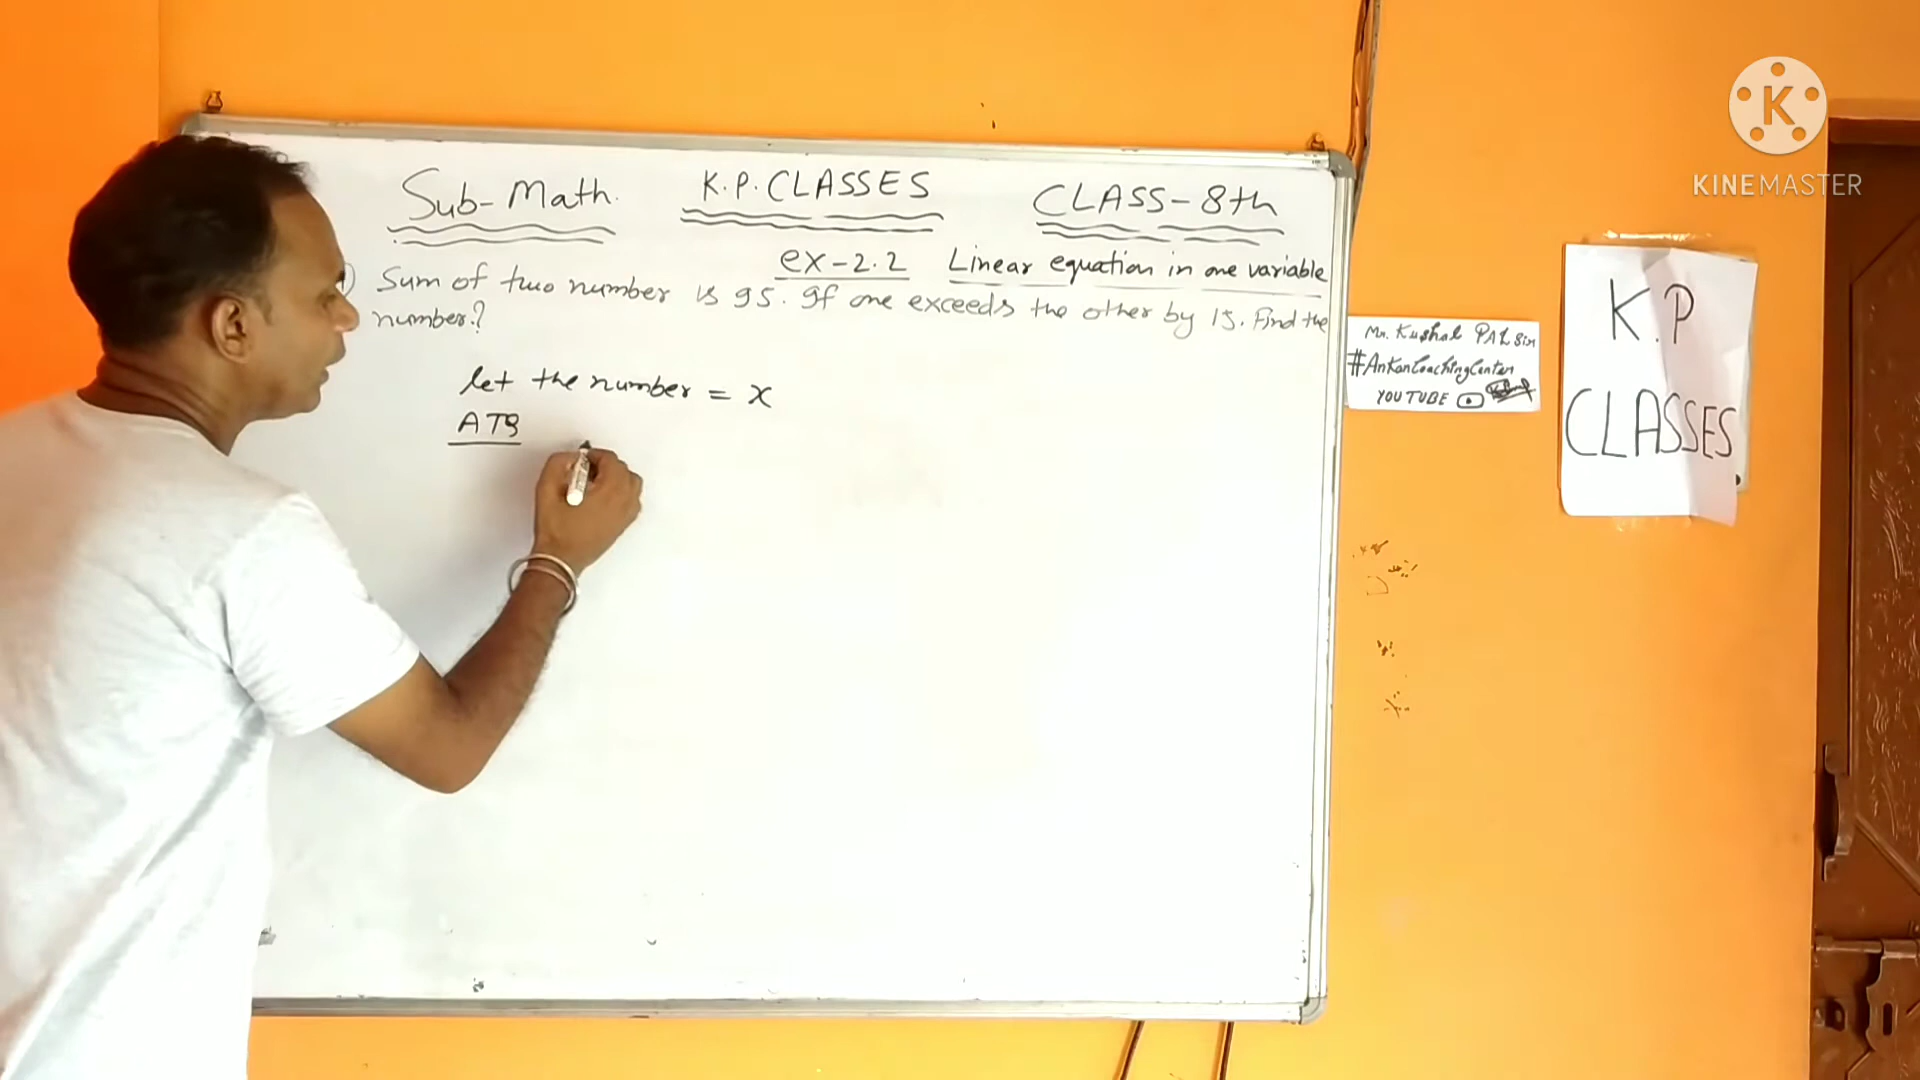 Sub-Math.
K.P. CLASSES
CLASS-8th
ex-2.2 Linear equation in one variable
Sum of two number is 95. If one exceeds the other by 15. Find the
number.?
let the number = x
ATQ
KINEMASTER
Mr. Kushal PAL Sir
#AnkanCoachingCenter
YOUTUBE
K.P
CLASSES